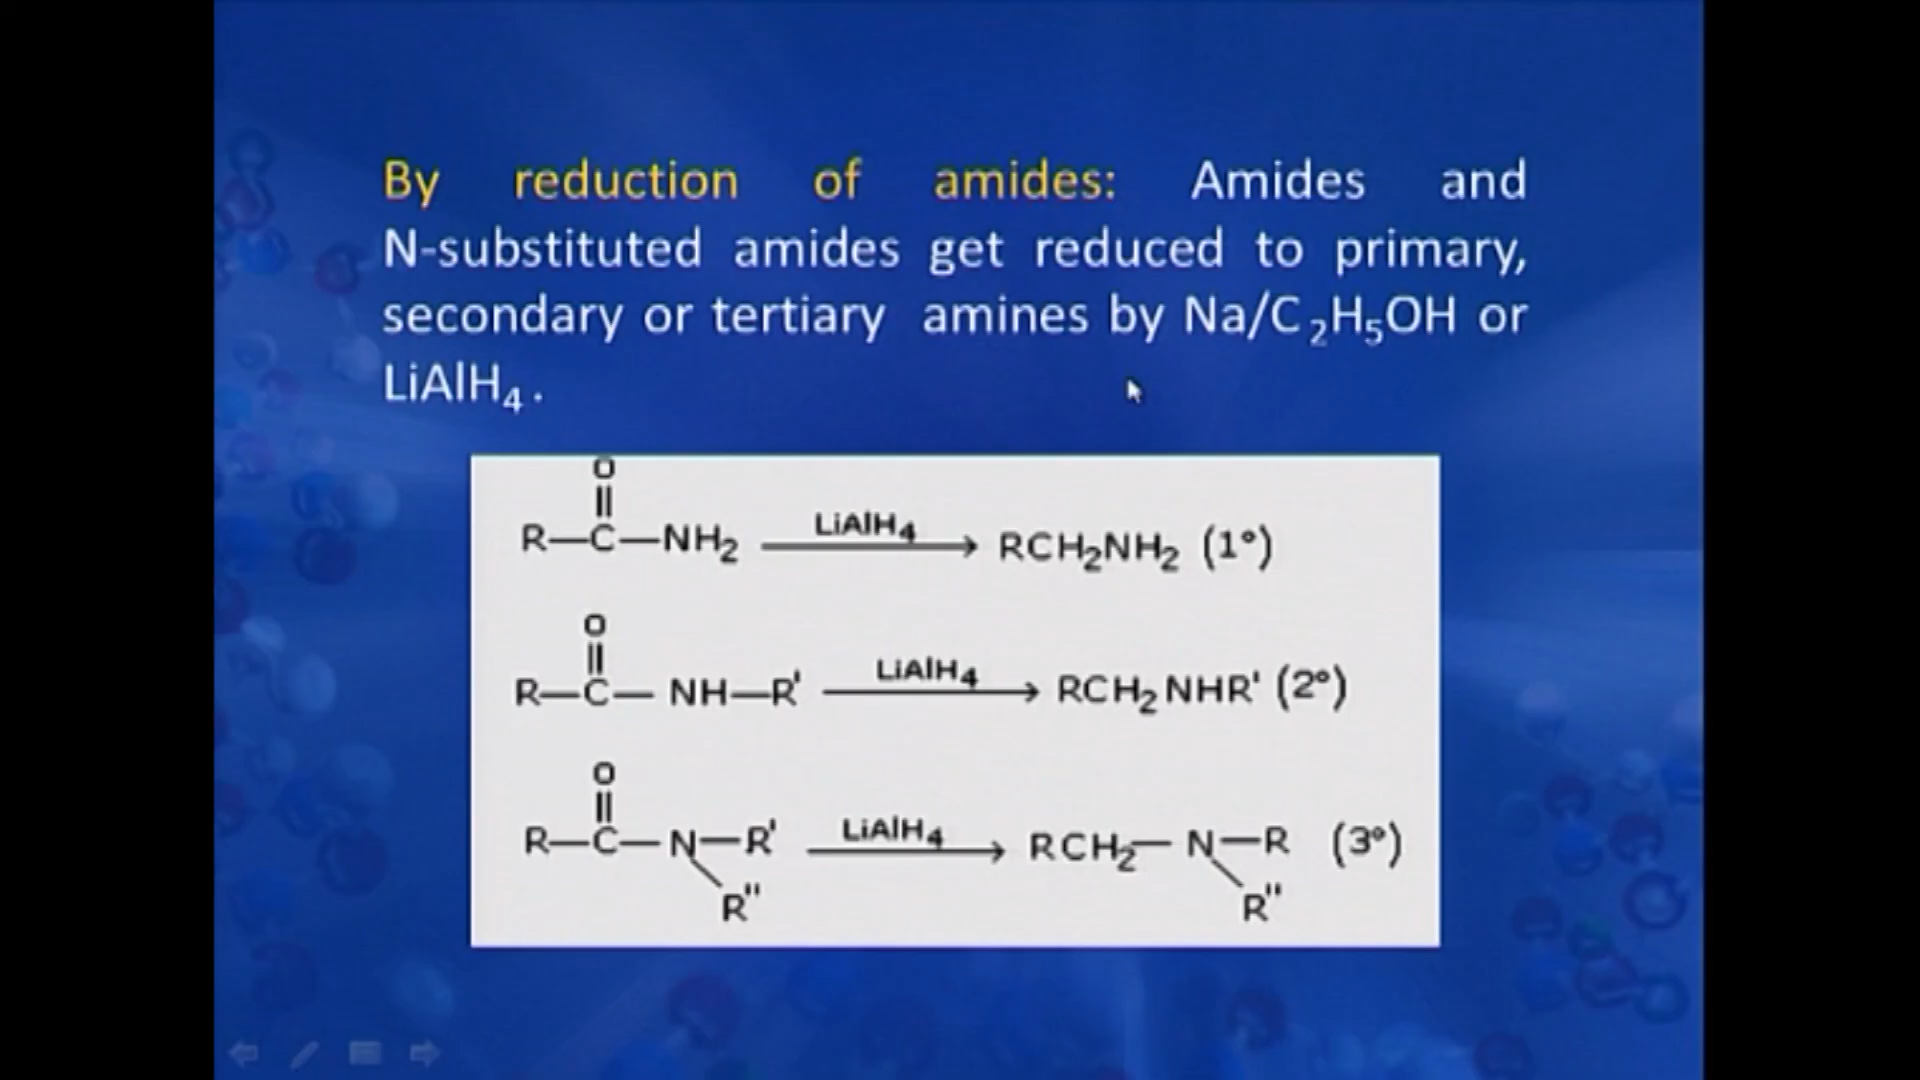 By reduction of amides: Amides and
N-substituted amides get reduced to primary,
secondary or tertiary amines by Na/C₂H₅OH or
LiAlH₄.
O
R—C—NH₂ LiAlH₄ RCH₂NH₂ (1°)
O
R—C—NH—R' LiAlH₄ RCH₂NHR' (2°)
O
R—C—N—R' LiAlH₄ RCH₂—N—R (3°)
R" R"